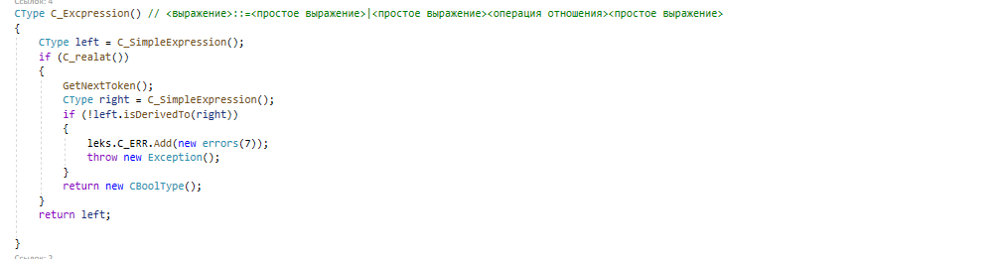 Ссылок: 4
CType C_Excpression() // <выражение>::=<простое выражение>|<простое выражение><операция отношения><простое выражение>
{
CType left = C_SimpleExpression();
if (C_realat())
{
GetNextToken();
CType right = C_SimpleExpression();
if (!left.isDerivedTo(right))
{
leks.C_ERR.Add(new errors(7));
throw new Exception();
}
return new CBoolType();
}
return left;
}
Ссылок: 2